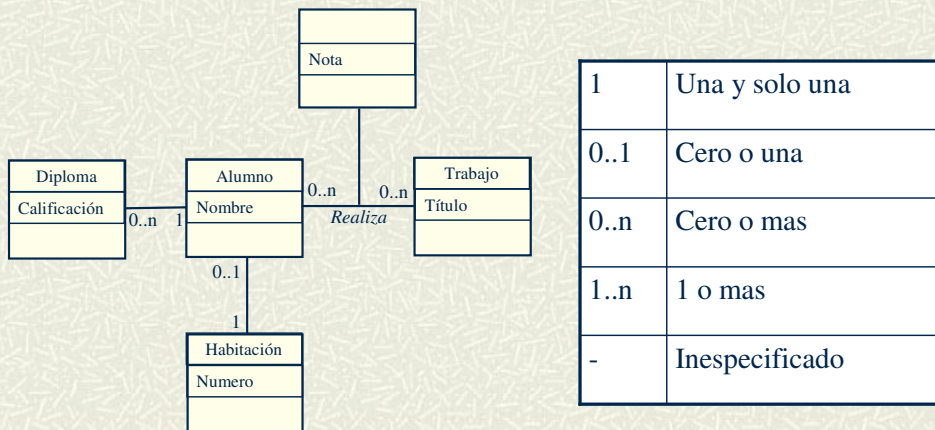 Nota
Diploma
Calificación
0..n
1
Alumno
Nombre
0..n
0..n
Realiza
Trabajo
Título
0..1
1
Habitación
Numero
1 Una y solo una
0..1 Cero o una
0..n Cero o mas
1..n 1 o mas
- Inespecificado